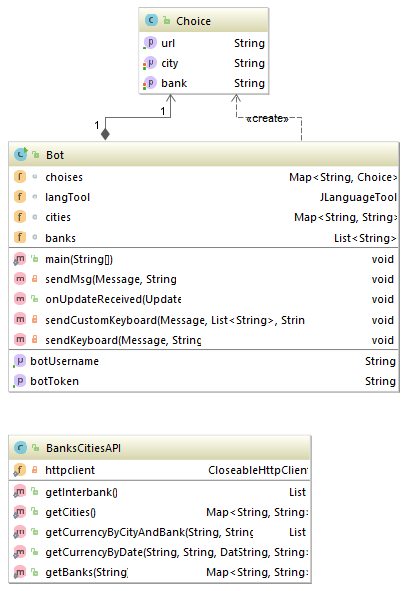 Choice
url String
city String
bank String
1
1
«create»
Bot
choises Map<String, Choice>
langTool JLanguageTool
cities Map<String, String>
banks List<String>
main(String[]) void
sendMsg(Message, String void
onUpdateReceived(Update void
sendCustomKeyboard(Message, List<String>, Strin void
sendKeyboard(Message, String void
botUsername String
botToken String
BanksCitiesAPI
httpclient CloseableHttpClient
getInterbank() List
getCities() Map<String, String>
getCurrencyByCityAndBank(String, String List
getCurrencyByDate(String, String, DatString, String>
getBanks(String) Map<String, String>